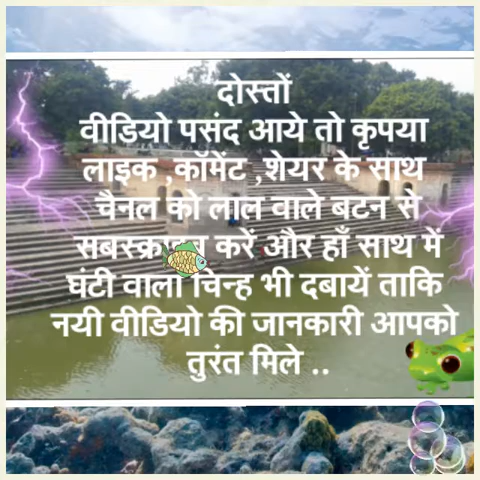 दोस्तों
वीडियो पसंद आये तो कृपया
लाइक ,कॉमेंट ,शेयर के साथ
चैनल को लाल वाले बटन से
करें और हाँ साथ में
घंटी वाला चिन्ह भी दबायें ताकि
नयी वीडियो की जानकारी आपको
तुरंत मिले ..